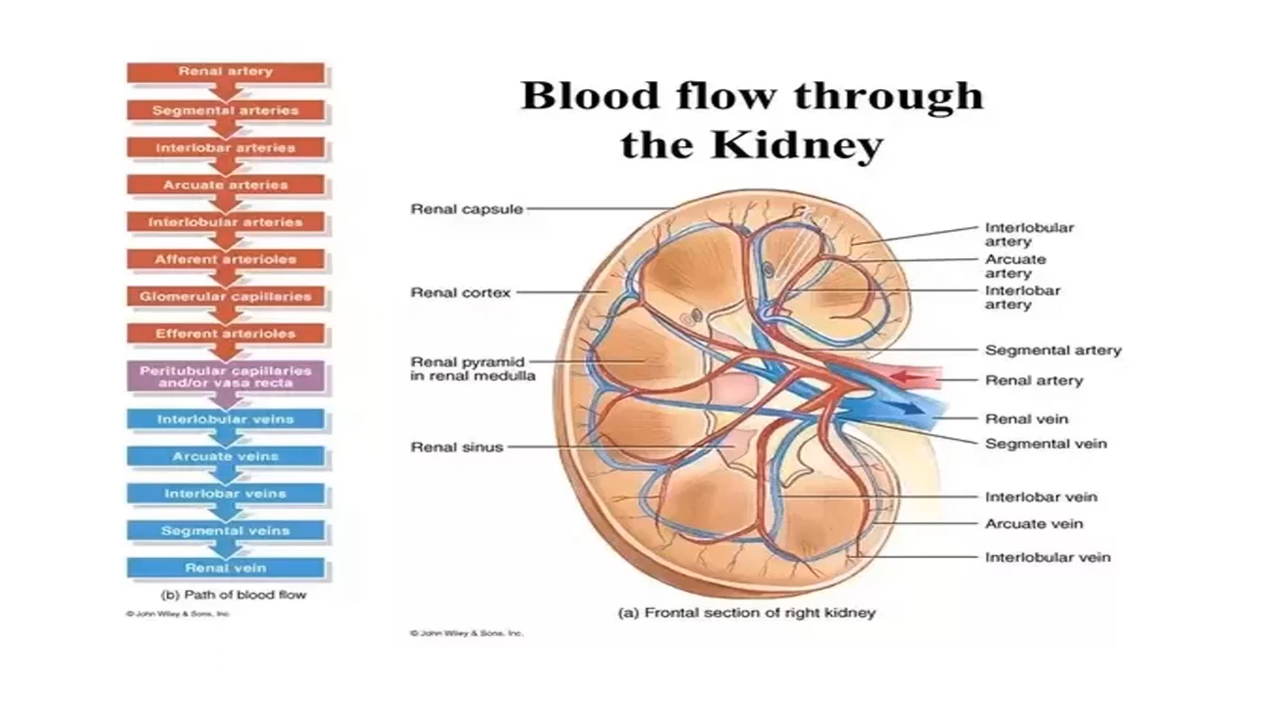 Renal artery
Segmental arteries
Interlobar arteries
Arcuate arteries
Interlobular arteries
Afferent arterioles
Glomerular capillaries
Efferent arterioles
Peritubular capillaries
and/or vasa recta
Interlobular veins
Arcuate veins
Interlobar veins
Segmental veins
Renal vein
(b) Path of blood flow
© John Wiley & Sons, Inc.
Blood flow through
the Kidney
Renal capsule
Renal cortex
Renal pyramid
in renal medulla
Renal sinus
Interlobular
artery
Arcuate
artery
Interlobar
artery
Segmental artery
Renal artery
Renal vein
Segmental vein
Interlobar vein
Arcuate vein
Interlobular vein
(a) Frontal section of right kidney
© John Wiley & Sons, Inc.